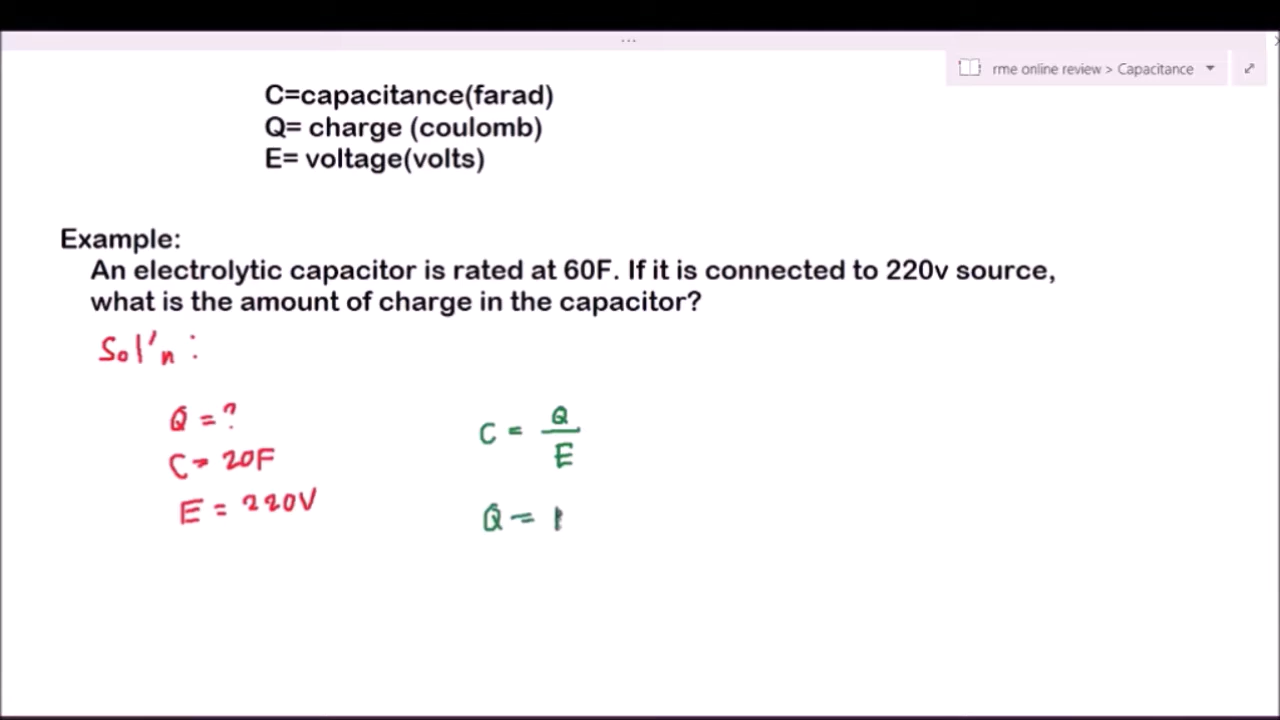 ...
rme online review > Capacitance
C=capacitance(farad)
Q= charge (coulomb)
E= voltage(volts)
Example:
An electrolytic capacitor is rated at 60F. If it is connected to 220v source,
what is the amount of charge in the capacitor?
Sol'n :
Q = ?
C = 20F
E = 220V
C = Q
E
Q =